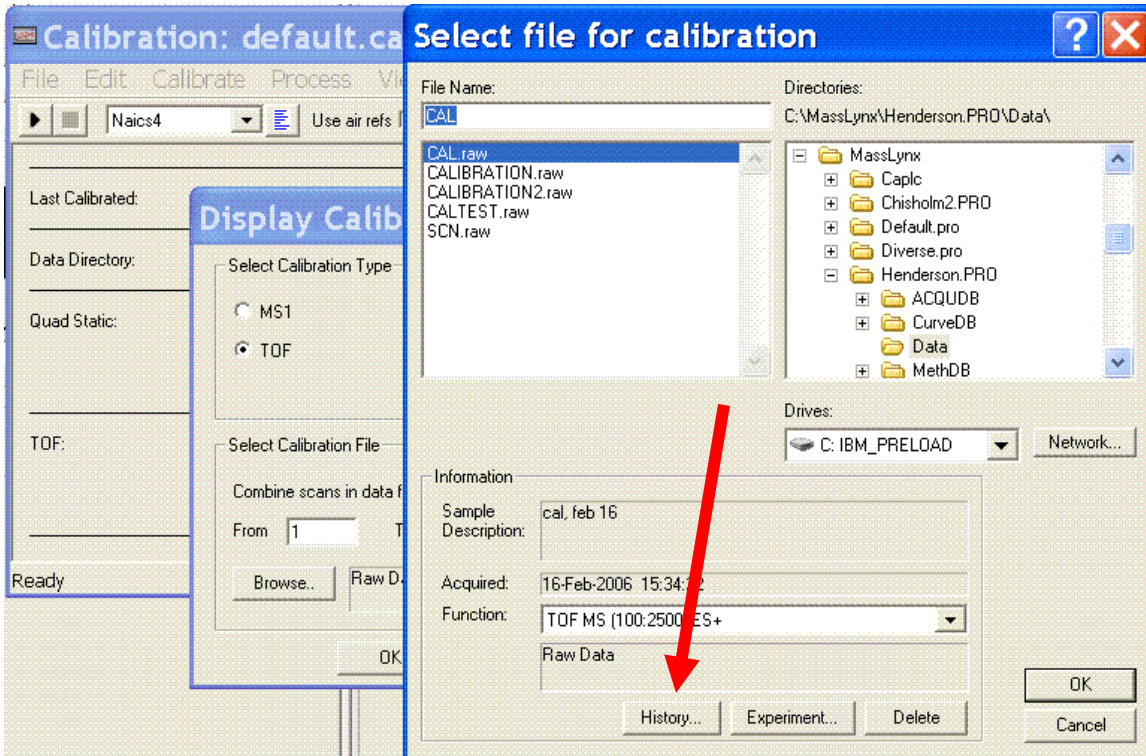 Calibration: default.ca
File Edit Calibrate Process Vi
Naics4
Use air refs
Last Calibrated:
Data Directory:
Quad Static:
TOF:
Ready
Display Calib
Select Calibration Type
MS1
TOF
Select Calibration File
Combine scans in data f
From 1 T
Browse.. Raw D
OK
Select file for calibration
File Name:
CAL
CAL.raw
CALIBRATION.raw
CALIBRATION2.raw
CALTEST.raw
SCN.raw
Directories:
C:\MassLynx\Henderson.PRO\Data\
MassLynx
Caplc
Chisholm2.PRO
Default.pro
Diverse.pro
Henderson.PRO
ACQUDB
CurveDB
Data
MethDB
Drives:
C: IBM_PRELOAD
Network...
Information
Sample Description:
cal, feb 16
Acquired:
16-Feb-2006
Function:
TOF MS (100:2500) ES+
Raw Data
History... Experiment... Delete
OK
Cancel